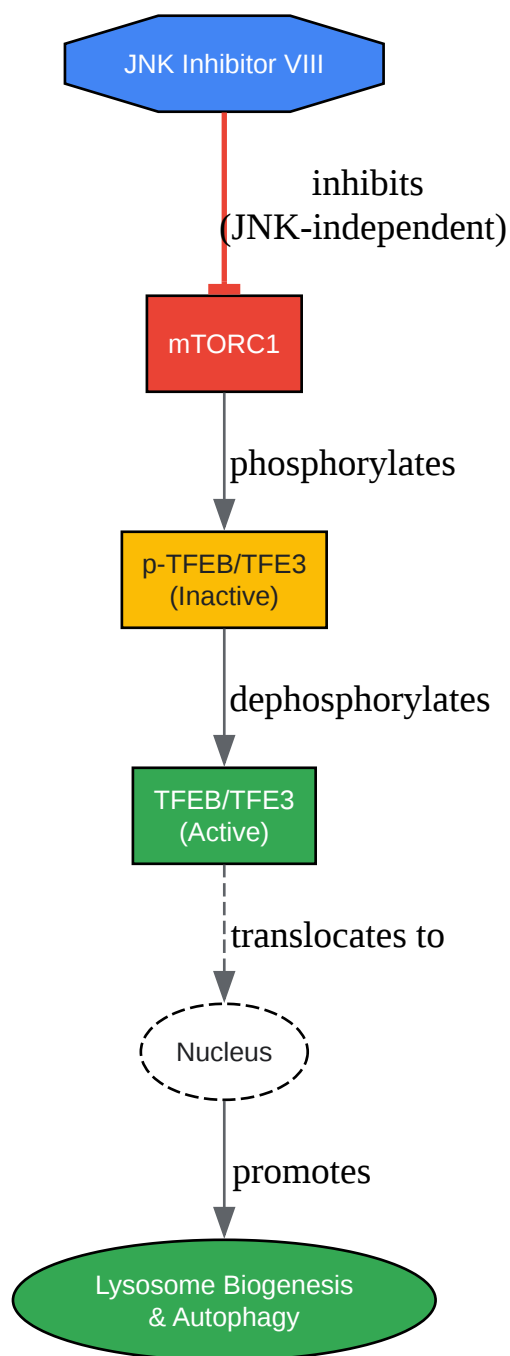 JNK Inhibitor VIII
inhibits
(JNK-independent)
mTORC1
phosphorylates
p-TFEB/TFE3
(Inactive)
dephosphorylates
TFEB/TFE3
(Active)
translocates to
Nucleus
promotes
Lysosome Biogenesis
& Autophagy